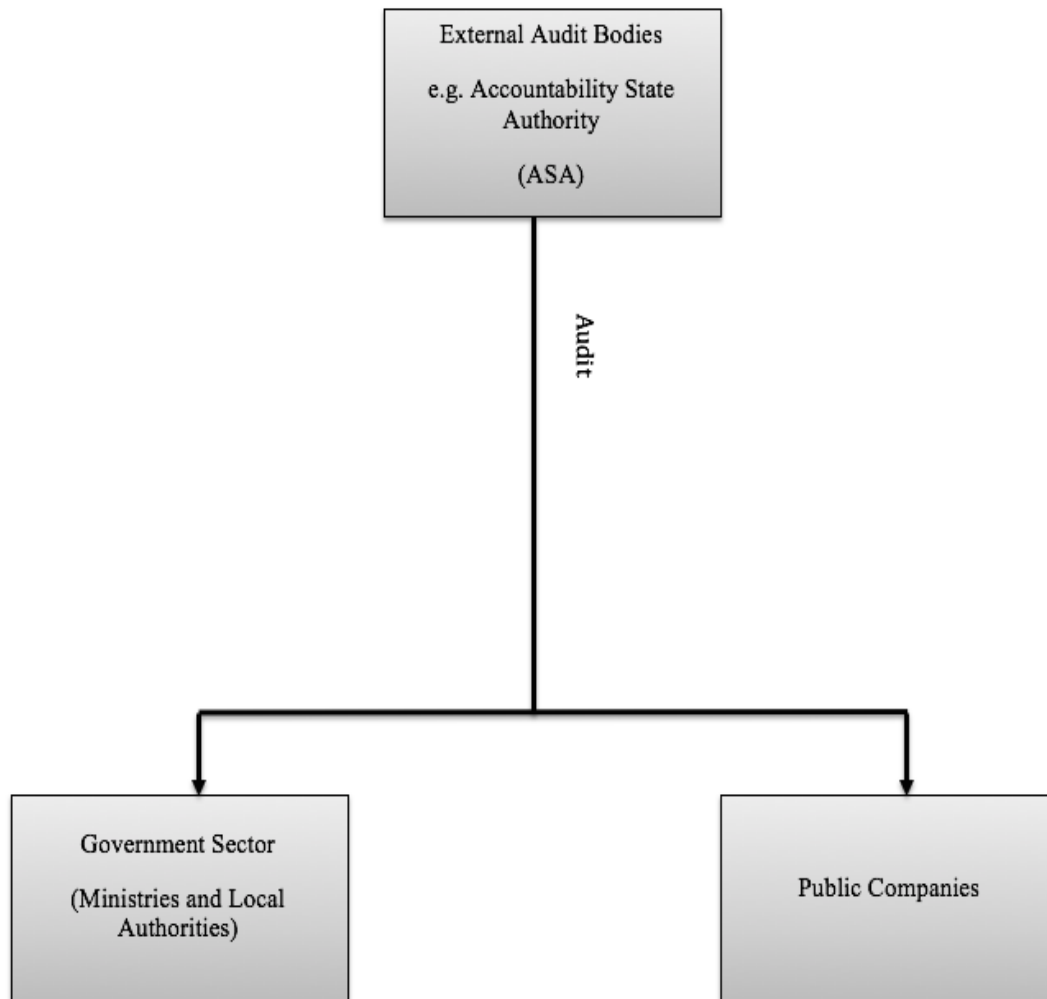 External Audit Bodies
e.g. Accountability State
Authority
(ASA)
Audit
Government Sector
(Ministries and Local
Authorities)
Public Companies